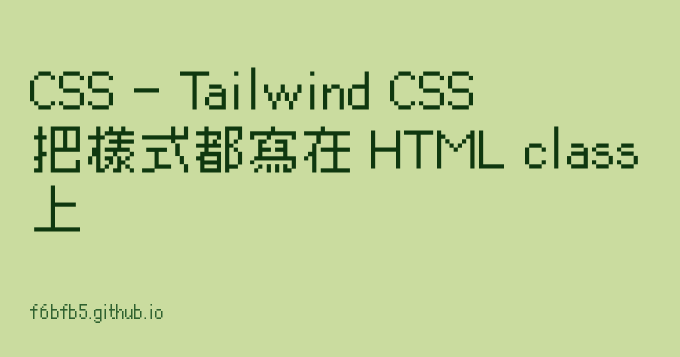 CSS - Tailwind CSS
把樣式都寫在 HTML class
上
f6bfb5.github.io